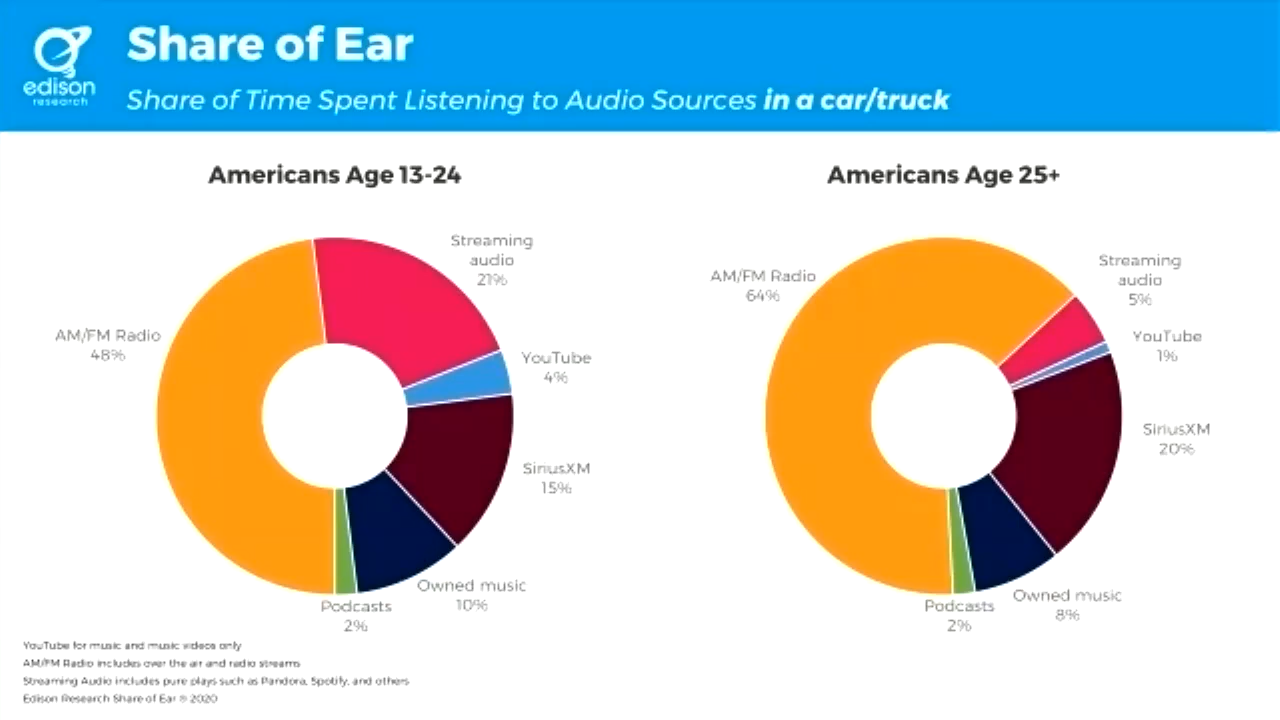 edison
research
Share of Ear
Share of Time Spent Listening to Audio Sources in a car/truck
Americans Age 13-24
AM/FM Radio
48%
Streaming
audio
21%
YouTube
4%
SiriusXM
15%
Owned music
10%
Podcasts
2%
Americans Age 25+
AM/FM Radio
64%
Streaming
audio
5%
YouTube
1%
SiriusXM
20%
Owned music
8%
Podcasts
2%
YouTube for music and music videos only
AM/FM Radio includes over the air and radio streams
Streaming Audio includes pure plays such as Pandora, Spotify, and others
Edison Research Share of Ear ® 2020